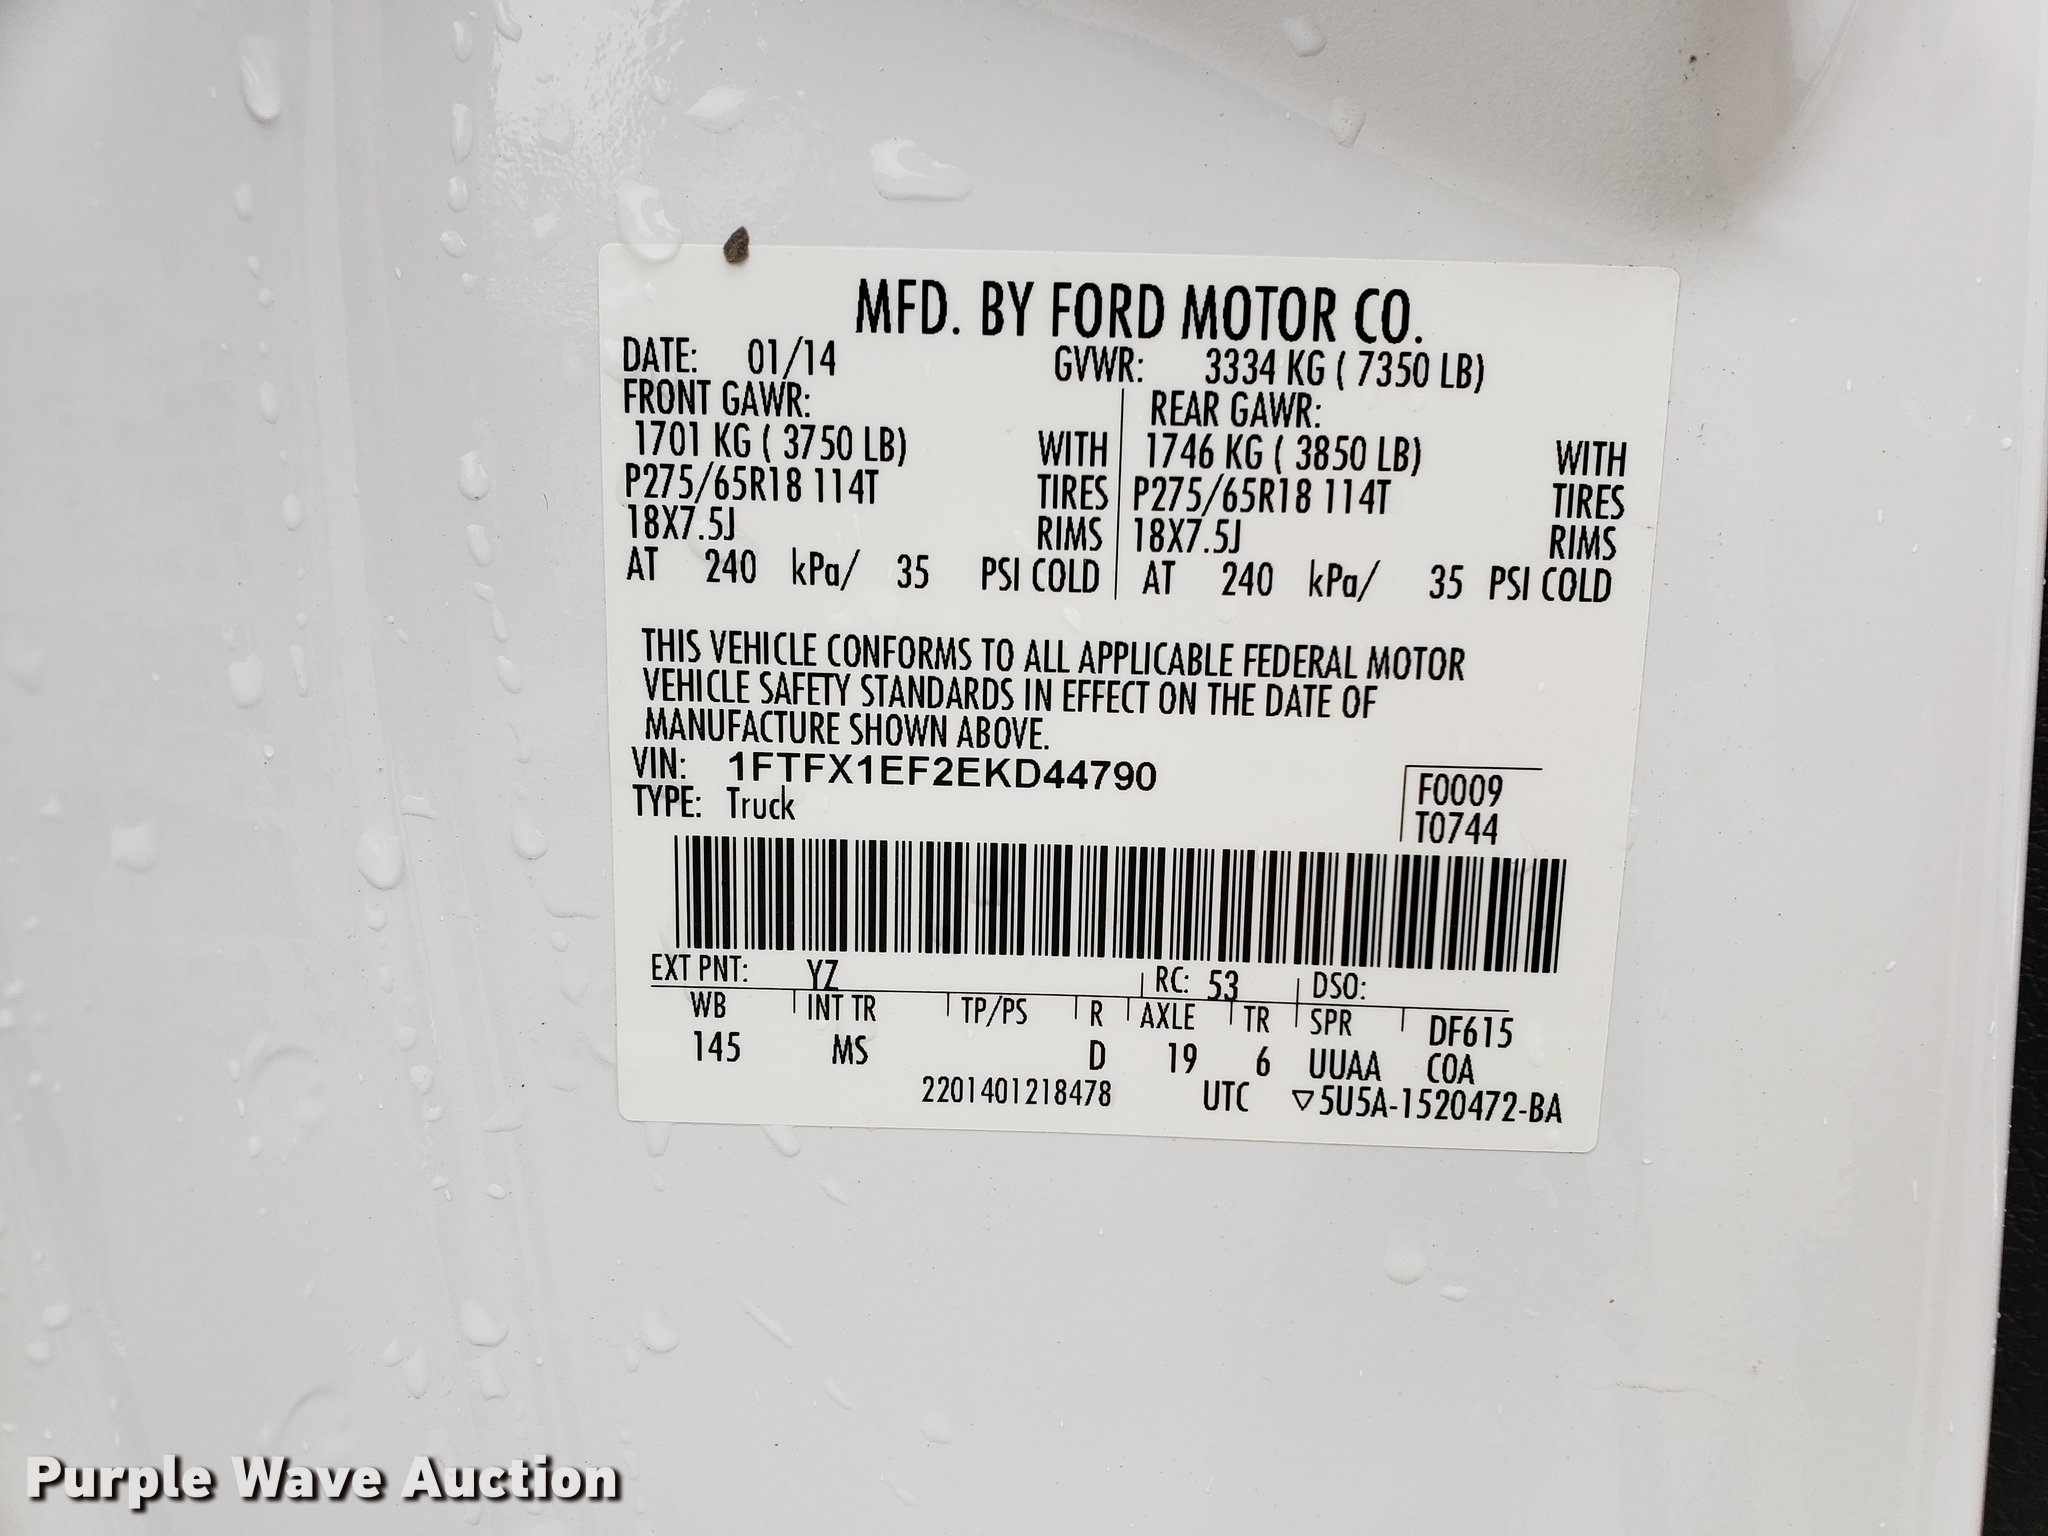 MFD. BY FORD MOTOR CO.
DATE: 01/14 GVWR: 3334 KG ( 7350 LB)
FRONT GAWR: REAR GAWR:
1701 KG ( 3750 LB) WITH 1746 KG ( 3850 LB) WITH
P275/65R18 114T TIRES P275/65R18 114T TIRES
18X7.5J RIMS 18X7.5J RIMS
AT 240 kPa/ 35 PSI COLD AT 240 kPa/ 35 PSI COLD
THIS VEHICLE CONFORMS TO ALL APPLICABLE FEDERAL MOTOR
VEHICLE SAFETY STANDARDS IN EFFECT ON THE DATE OF
MANUFACTURE SHOWN ABOVE.
VIN: 1FTFX1EF2EKD44790
F0009
TYPE: Truck
T0744
EXT PNT: YZ RC: 53 DSO:
WB INT TR TP/PS R AXLE TR SPR DF615
145 MS D 19 6 UUAA COA
2201401218478 UTC ▽5U5A-1520472-BA
Purple Wave Auction